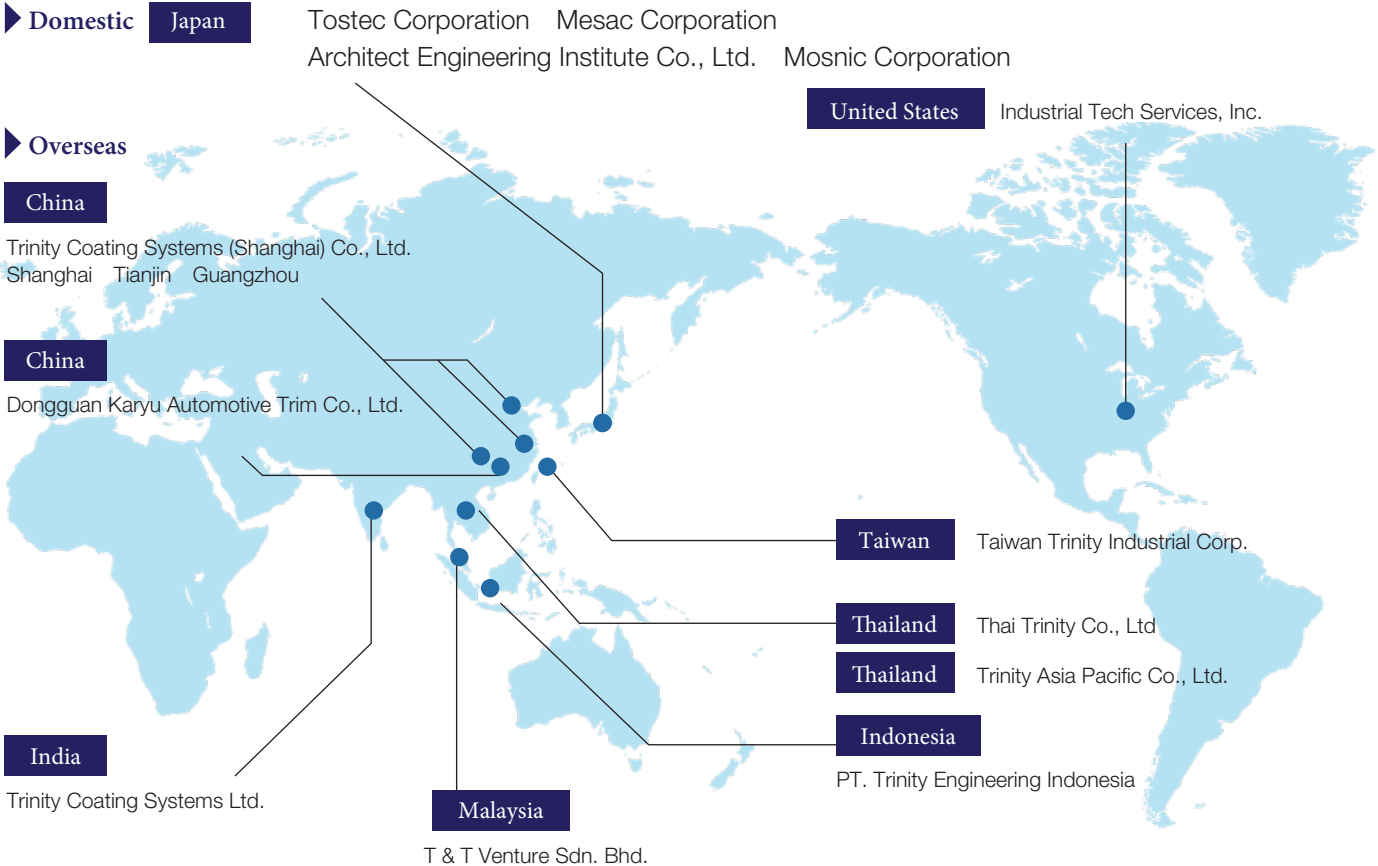 Domestic Japan Tostec Corporation Mesac Corporation
Architect Engineering Institute Co., Ltd. Mosnic Corporation
United States Industrial Tech Services, Inc.
Overseas
China
Trinity Coating Systems (Shanghai) Co., Ltd.
Shanghai Tianjin Guangzhou
China
Dongguan Karyu Automotive Trim Co., Ltd.
Taiwan Taiwan Trinity Industrial Corp.
Thailand Thai Trinity Co., Ltd
Thailand Trinity Asia Pacific Co., Ltd.
Indonesia
PT. Trinity Engineering Indonesia
India
Trinity Coating Systems Ltd.
Malaysia
T & T Venture Sdn. Bhd.